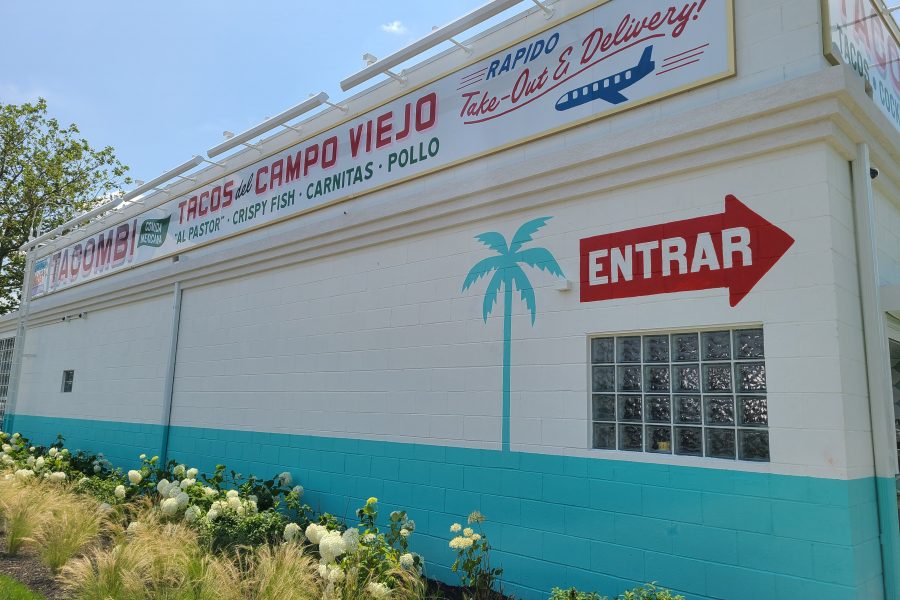 TACOMBI
COMIDA
MEXICANA
TACOS del CAMPO VIEJO
"AL PASTOR" · CRISPY FISH · CARNITAS · POLLO
RAPIDO
Take-Out & Delivery!
ENTRAR
TACOS